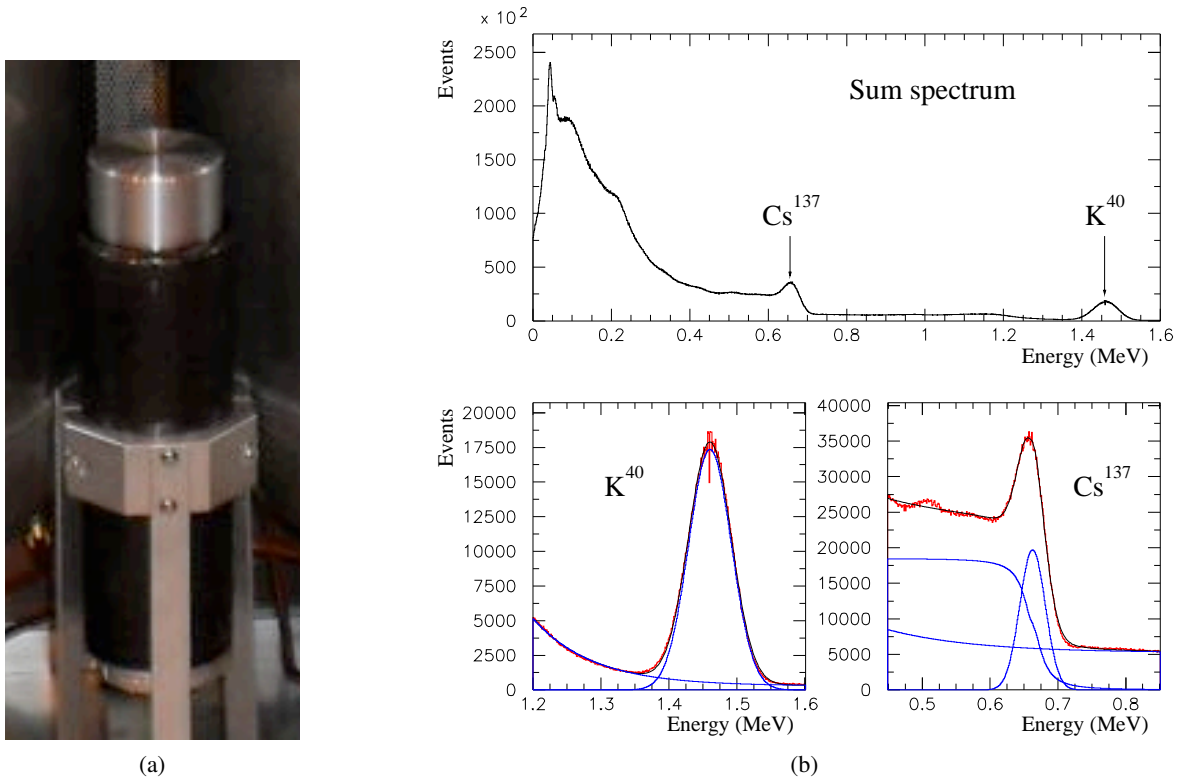 × 10²
Events
2500
2000
1500
1000
500
0
Sum spectrum
Cs¹³⁷
K⁴⁰
0 0.2 0.4 0.6 0.8 1 1.2 1.4 1.6
Energy (MeV)
Events
20000
17500
15000
12500
10000
7500
5000
2500
0
K⁴⁰
1.2 1.3 1.4 1.5 1.6
Energy (MeV)
40000
35000
30000
25000
20000
15000
10000
5000
0
Cs¹³⁷
0.5 0.6 0.7 0.8
Energy (MeV)
(a) (b)